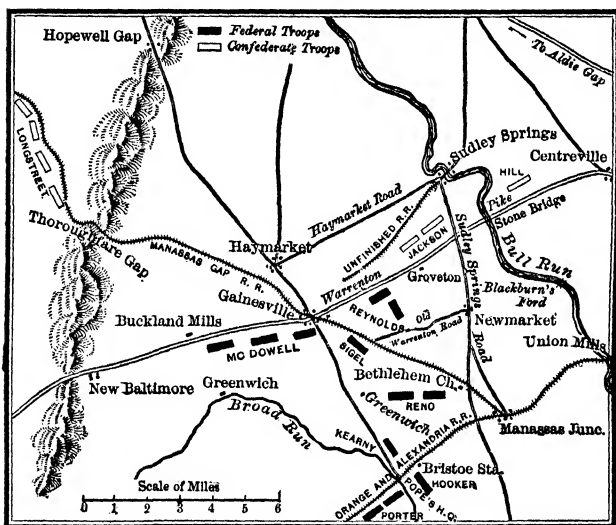 Federal Troops
Confederate Troops
Hopewell Gap
To Aldie Gap
LONGSTREET
Sudley Springs
Centreville
HILL
Haymarket Road
UNFINISHED R.R.
Pike
Stone Bridge
Thoroughfare Gap
MANASSAS GAP R.R.
Haymarket
JACKSON
Sudley Springs
Road
Bull Run
Warrenton
Groveton
Blackburn's
Ford
Gainesville
REYNOLDS
Old
Warrenton Road
Newmarket
Buckland Mills
MC DOWELL
SIGEL
Union Mills
New Baltimore
Greenwich
Bethlehem Ch.
Greenwich
RENO
Broad Run
KEARNY
ORANGE AND ALEXANDRIA R.R.
Manassas Junc.
Bristoe Sta.
HOOKER
POPE'S H.Q.
PORTER
Scale of Miles
0 1 2 3 4 5 6